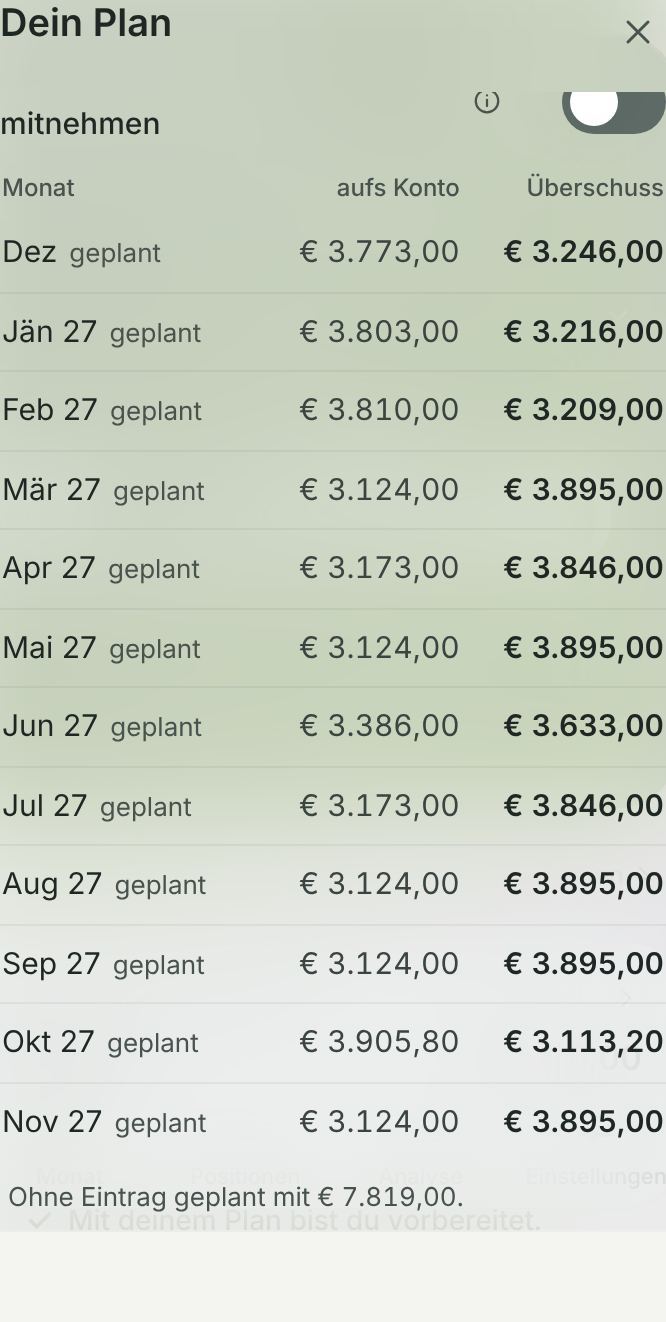 Dein Plan
mitnehmen
Monat aufs Konto Überschuss
Dez geplant € 3.773,00 € 3.246,00
Jän 27 geplant € 3.803,00 € 3.216,00
Feb 27 geplant € 3.810,00 € 3.209,00
Mär 27 geplant € 3.124,00 € 3.895,00
Apr 27 geplant € 3.173,00 € 3.846,00
Mai 27 geplant € 3.124,00 € 3.895,00
Jun 27 geplant € 3.386,00 € 3.633,00
Jul 27 geplant € 3.173,00 € 3.846,00
Aug 27 geplant € 3.124,00 € 3.895,00
Sep 27 geplant € 3.124,00 € 3.895,00
Okt 27 geplant € 3.905,80 € 3.113,20
Nov 27 geplant € 3.124,00 € 3.895,00
Monat Positionen Analyse Einstellungen
Ohne Eintrag geplant mit € 7.819,00.
Mit deinem Plan bist du vorbereitet.